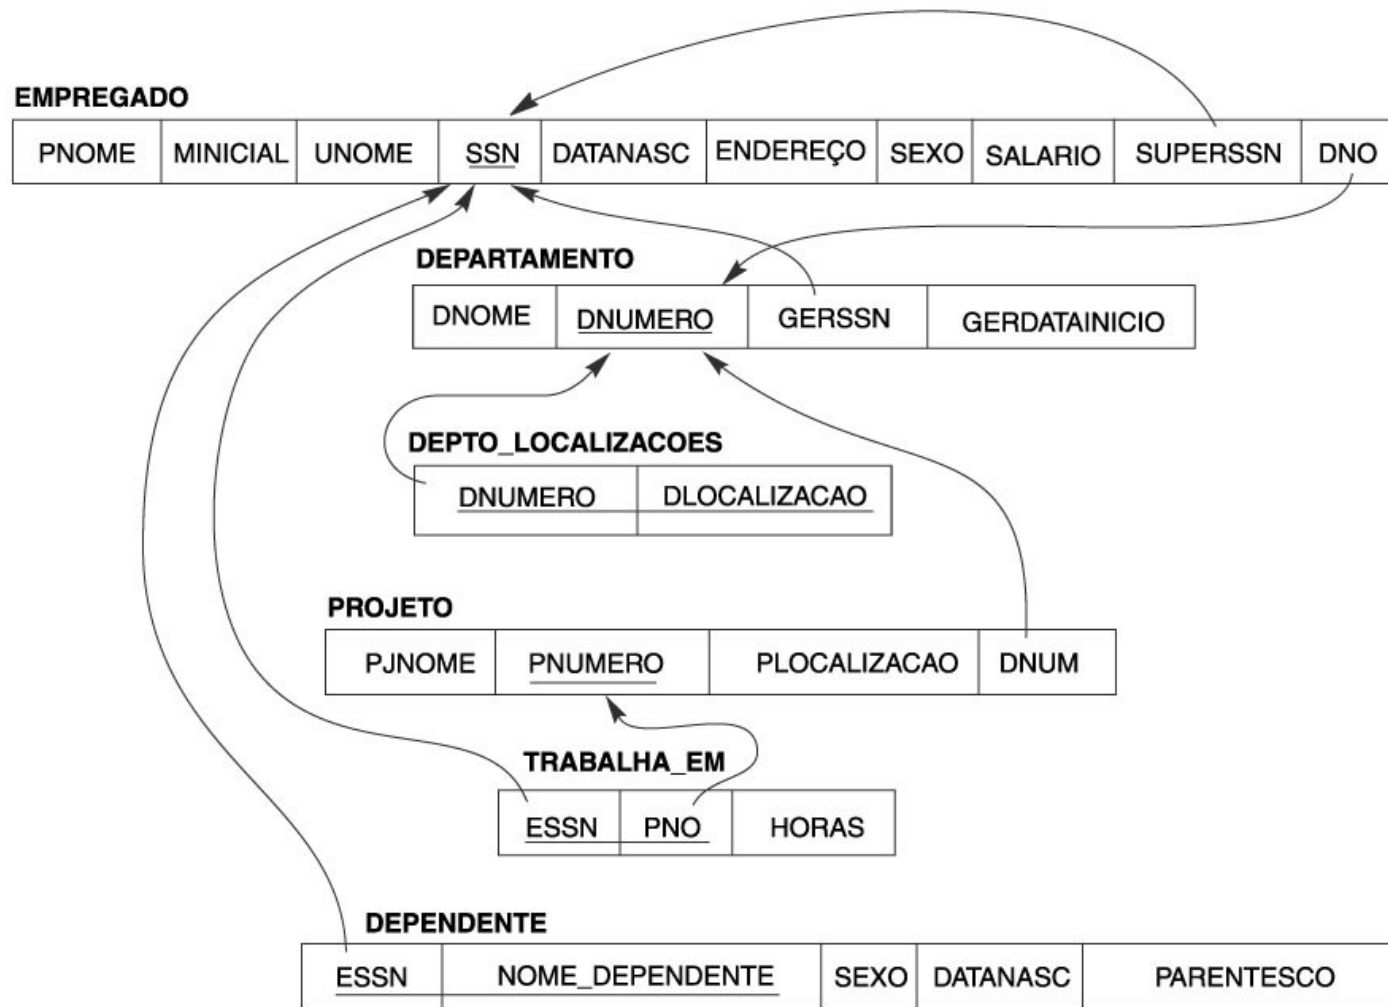 EMPREGADO
PNOME MINICIAL UNOME SSN DATANASC ENDEREÇO SEXO SALARIO SUPERSSN DNO
DEPARTAMENTO
DNOME DNUMERO GERSSN GERDATAINICIO
DEPTO_LOCALIZACOES
DNUMERO DLOCALIZACAO
PROJETO
PJNOME PNUMERO PLOCALIZACAO DNUM
TRABALHA_EM
ESSN PNO HORAS
DEPENDENTE
ESSN NOME_DEPENDENTE SEXO DATANASC PARENTESCO